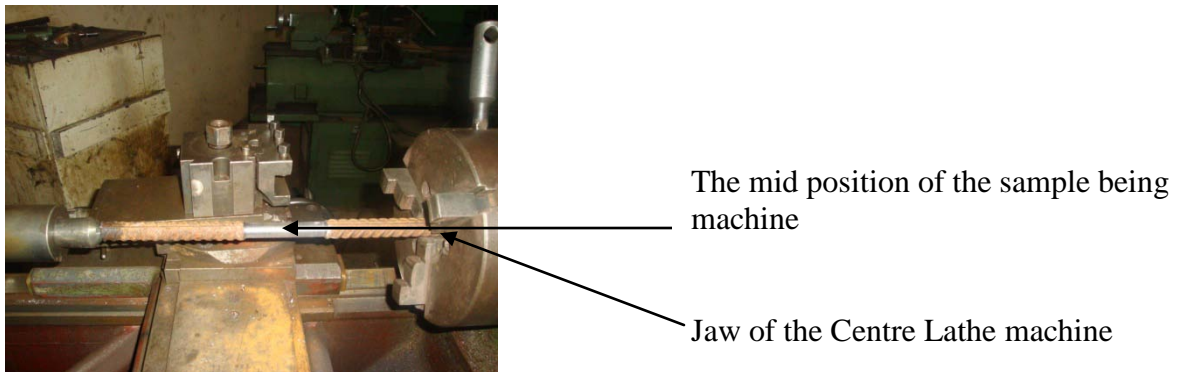 The mid position of the sample being
machine
Jaw of the Centre Lathe machine